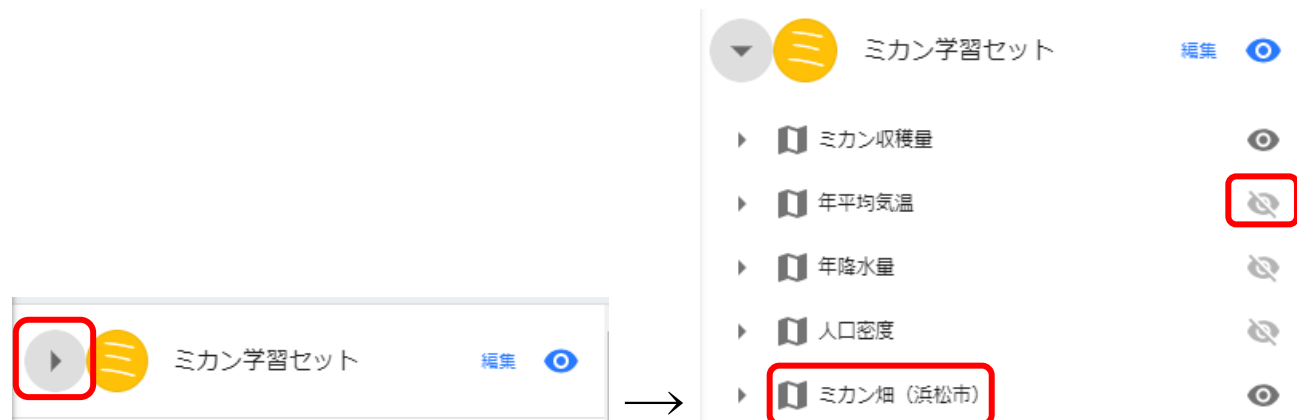 ミカン学習セット 編集
→
ミ ミカン学習セット 編集
ミカン収穫量
年平均気温
年降水量
人口密度
ミカン畑（浜松市）